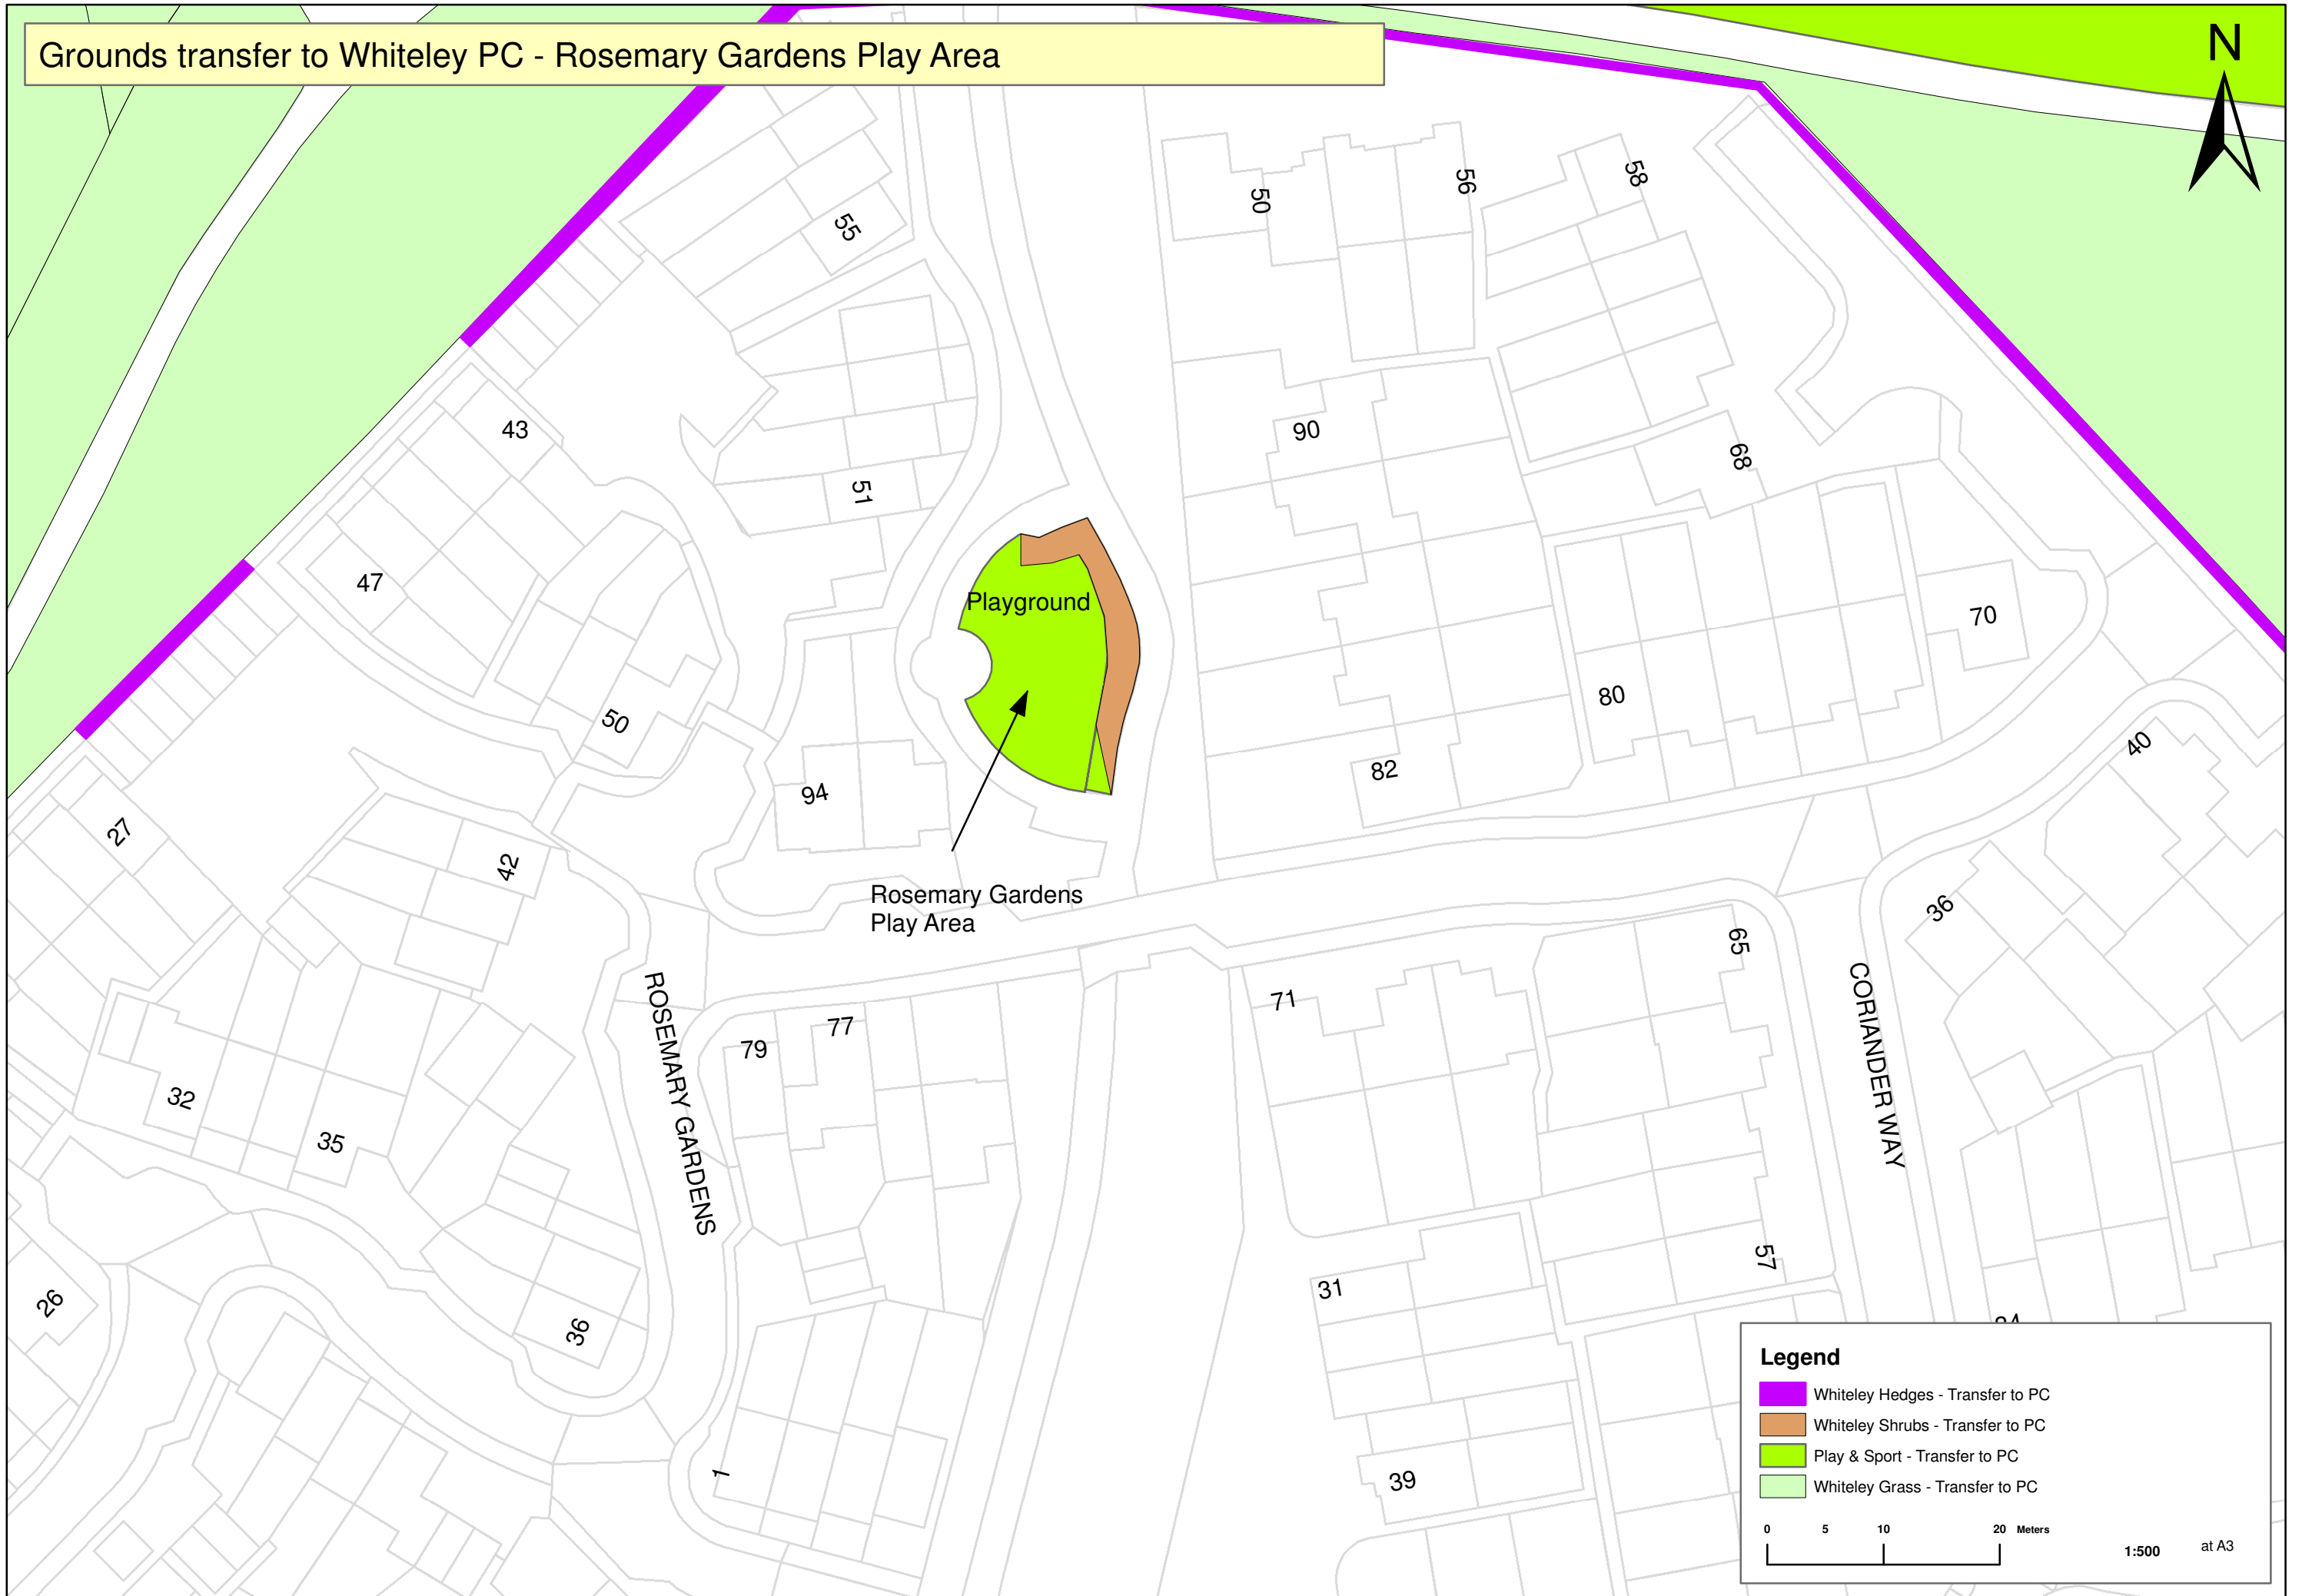 Grounds transfer to Whiteley PC - Rosemary Gardens Play Area
N
50
56
58
55
43
90
68
51
47
Playground
70
80
50
40
82
94
27
42
Rosemary Gardens
Play Area
36
65
71
77
79
ROSEMARY GARDENS
CORIANDER WAY
32
35
57
31
26
36
1
39
Legend
Whiteley Hedges - Transfer to PC
Whiteley Shrubs - Transfer to PC
Play & Sport - Transfer to PC
Whiteley Grass - Transfer to PC
0 5 10 20 Meters
1:500 at A3